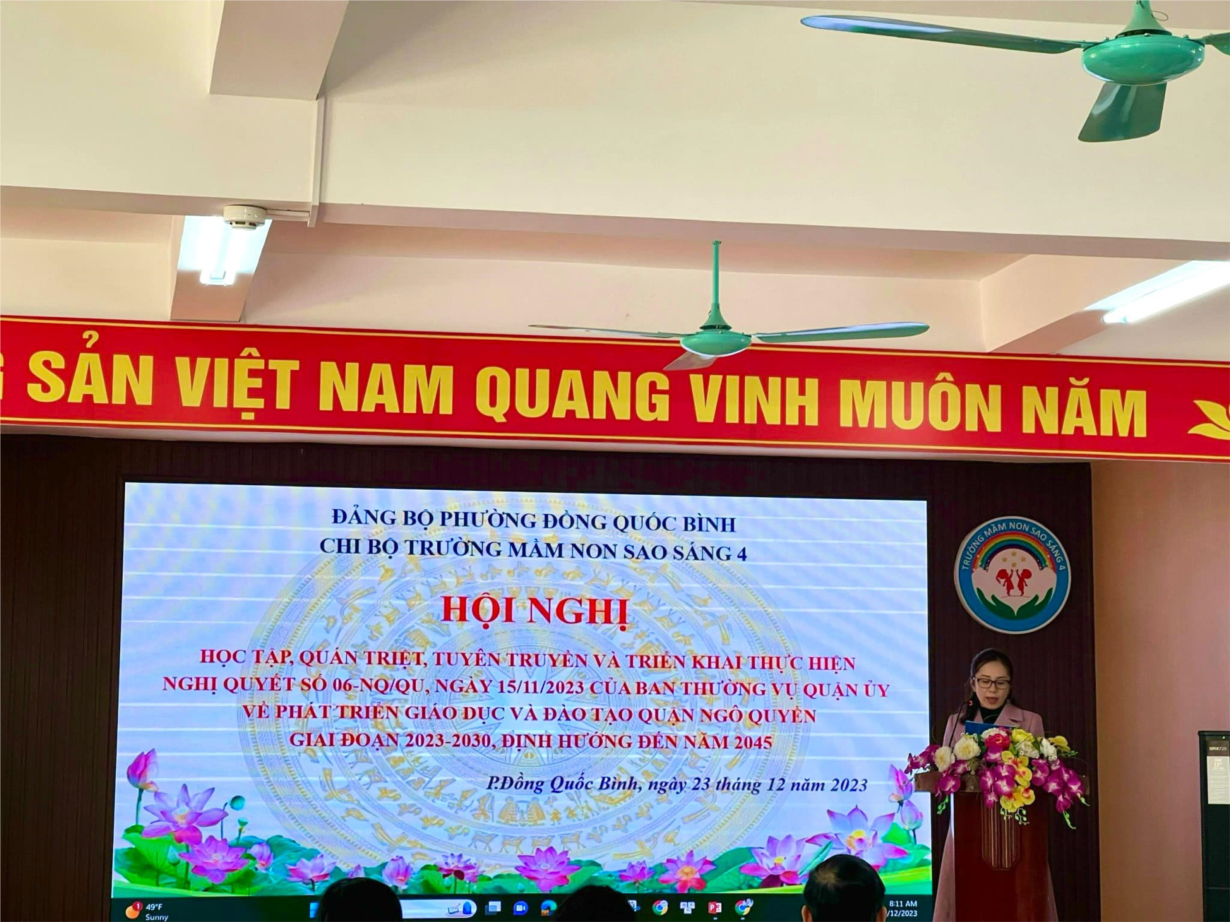 SẢN VIỆT NAM QUANG VINH MUÔN NĂM
ĐẢNG BỘ PHƯỜNG ĐỒNG QUỐC BÌNH
CHI BỘ TRƯỜNG MẦM NON SAO SÁNG 4
HỘI NGHỊ
HỌC TẬP, QUÁN TRIỆT, TUYÊN TRUYỀN VÀ TRIỂN KHAI THỰC HIỆN
NGHỊ QUYẾT SỐ 06-NQ/QU, NGÀY 15/11/2023 CỦA BAN THƯỜNG VỤ QUẬN ỦY
VỀ PHÁT TRIỂN GIÁO DỤC VÀ ĐÀO TẠO QUẬN NGÔ QUYỀN
GIAI ĐOẠN 2023-2030, ĐỊNH HƯỚNG ĐẾN NĂM 2045
P.Đồng Quốc Bình, ngày 23 tháng 12 năm 2023
TRƯỜNG MẦM NON SAO SÁNG 4
49°F
Sunny
8:11 AM
/12/2023